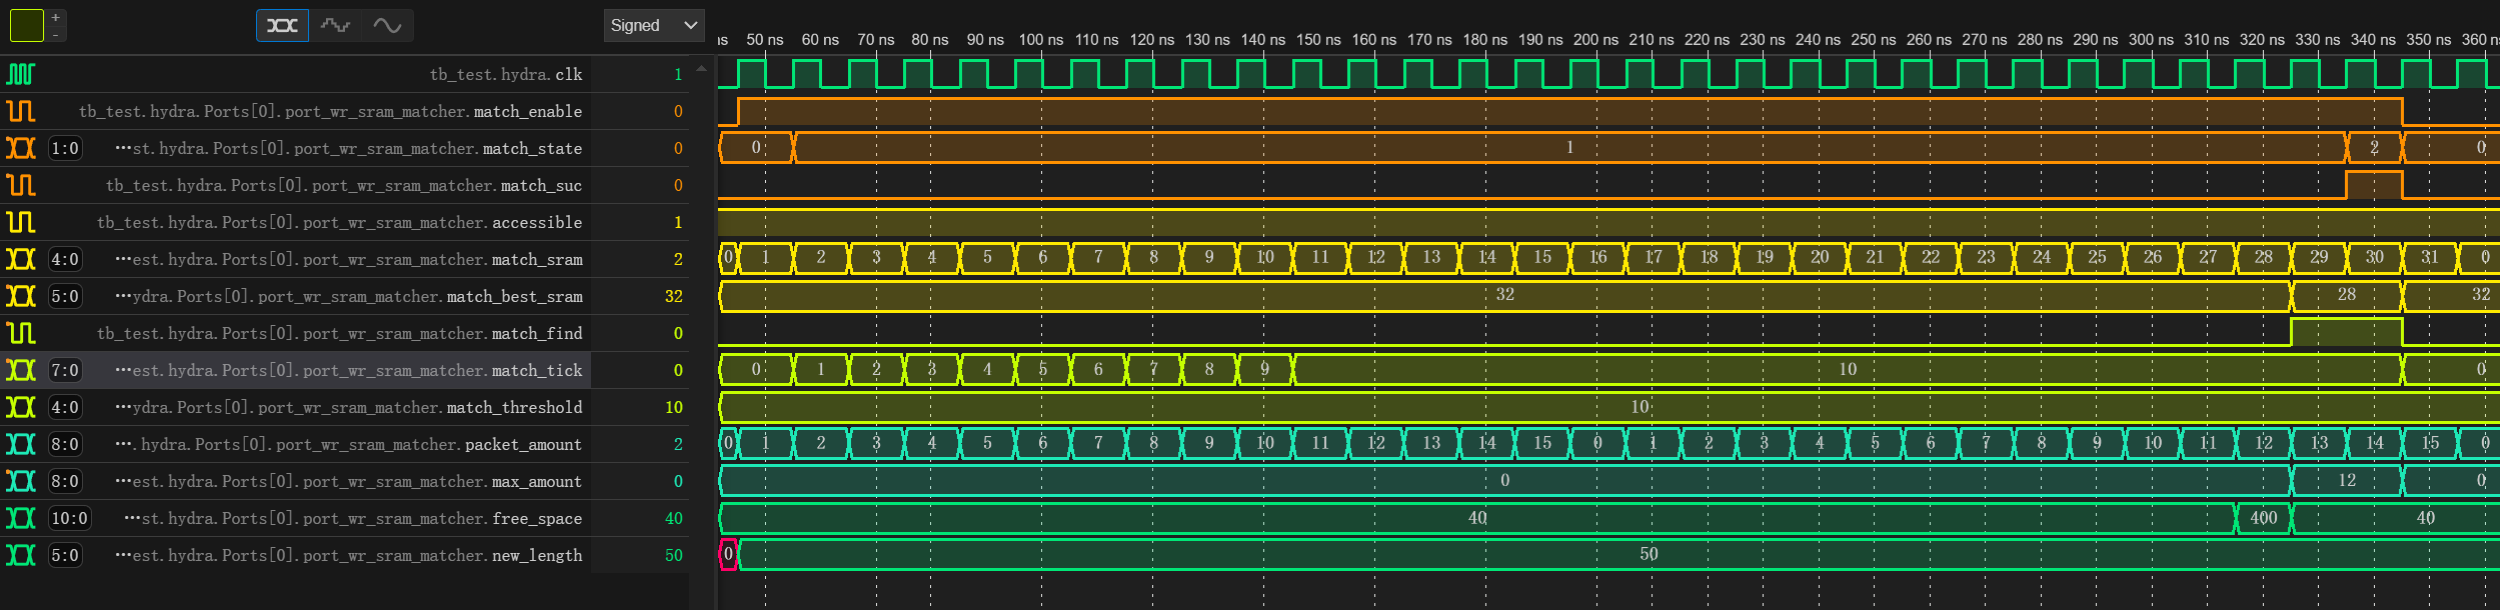 +
-
Signed
ns 50 ns 60 ns 70 ns 80 ns 90 ns 100 ns 110 ns 120 ns 130 ns 140 ns 150 ns 160 ns 170 ns 180 ns 190 ns 200 ns 210 ns 220 ns 230 ns 240 ns 250 ns 260 ns 270 ns 280 ns 290 ns 300 ns 310 ns 320 ns 330 ns 340 ns 350 ns 360 ns
tb_test.hydra.clk 1
tb_test.hydra.Ports[0].port_wr_sram_matcher.match_enable 0
1:0 …st.hydra.Ports[0].port_wr_sram_matcher.match_state 0 0 1 2 0
tb_test.hydra.Ports[0].port_wr_sram_matcher.match_suc 0
tb_test.hydra.Ports[0].port_wr_sram_matcher.accessible 1
4:0 …est.hydra.Ports[0].port_wr_sram_matcher.match_sram 2 0 1 2 3 4 5 6 7 8 9 10 11 12 13 14 15 16 17 18 19 20 21 22 23 24 25 26 27 28 29 30 31 0
5:0 …ydra.Ports[0].port_wr_sram_matcher.match_best_sram 32 32 28 32
tb_test.hydra.Ports[0].port_wr_sram_matcher.match_find 0
7:0 …est.hydra.Ports[0].port_wr_sram_matcher.match_tick 0 0 1 2 3 4 5 6 7 8 9 10 0
4:0 …ydra.Ports[0].port_wr_sram_matcher.match_threshold 10 10
8:0 ….hydra.Ports[0].port_wr_sram_matcher.packet_amount 2 0 1 2 3 4 5 6 7 8 9 10 11 12 13 14 15 0 1 2 3 4 5 6 7 8 9 10 11 12 13 14 15 0
8:0 …est.hydra.Ports[0].port_wr_sram_matcher.max_amount 0 0 12 0
10:0 …st.hydra.Ports[0].port_wr_sram_matcher.free_space 40 40 400 40
5:0 …est.hydra.Ports[0].port_wr_sram_matcher.new_length 50 0 50